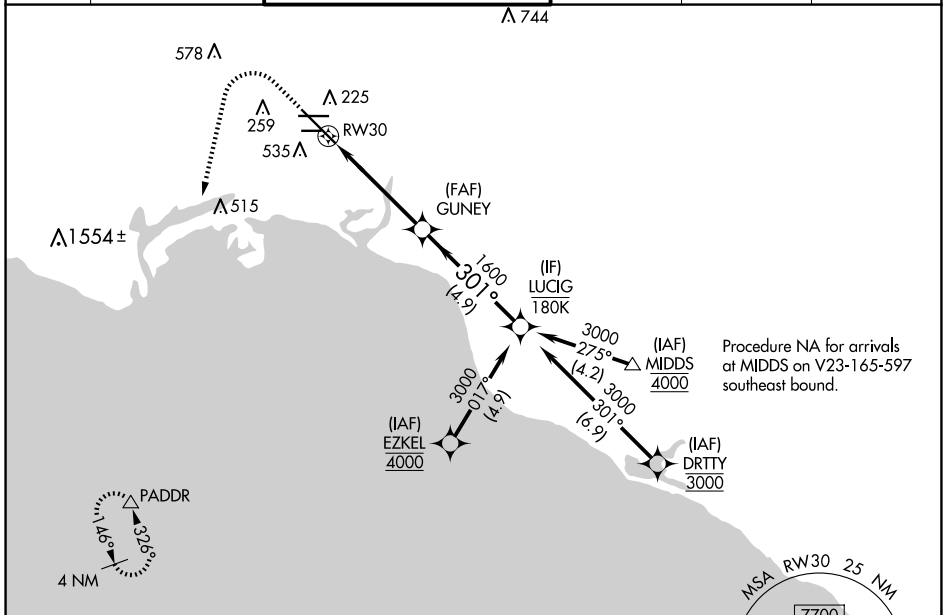 744
578
225
259
RW30
535
(FAF)
GUNEY
515
1554 ±
1600
301°
(4.9)
(IF)
LUCIG
180K
3000
275°
(4.2)
(IAF)
MIDDS
4000
Procedure NA for arrivals
at MIDDS on V23-165-597
southeast bound.
3000
017°
(4.9)
3000
301°
(6.9)
(IAF)
EZKEL
4000
(IAF)
DRTTY
3000
PADDR
146°
326°
4 NM
MSA RW30 25 NM
7700